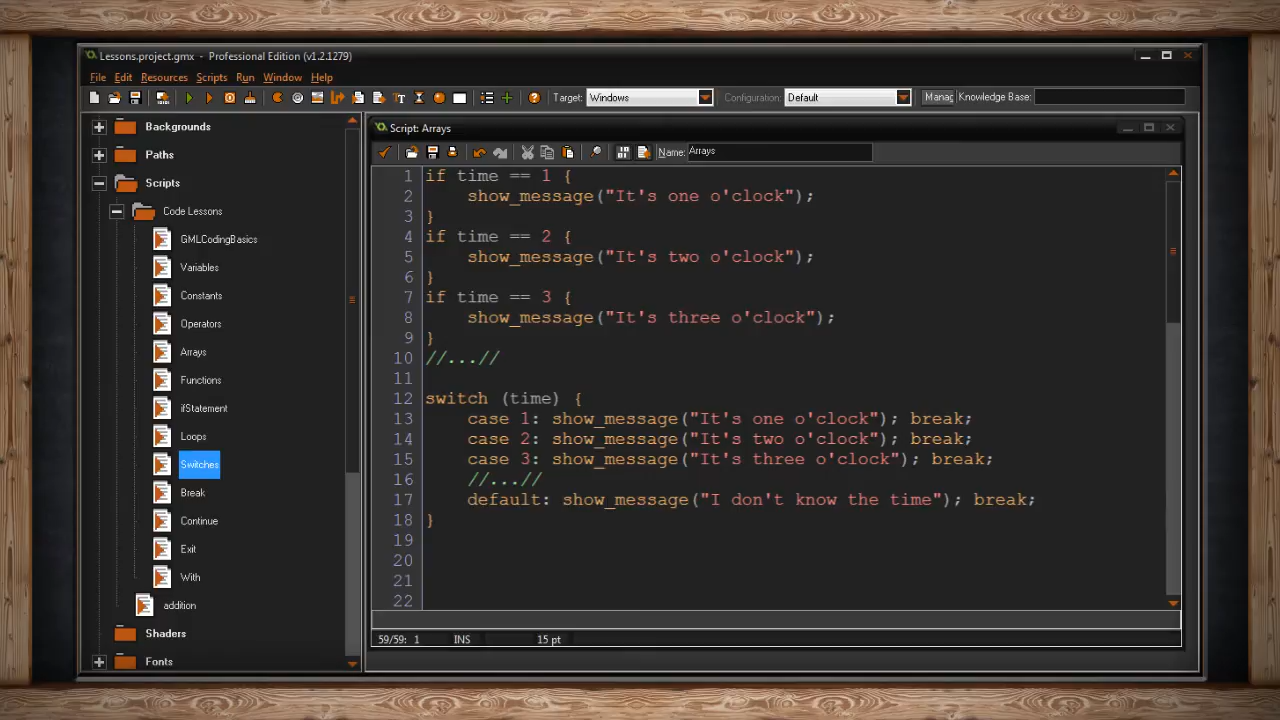 Lessons.project.gmx - Professional Edition (v1.2.1279)
File Edit Resources Scripts Run Window Help
Target: Windows Configuration: Default Manag Knowledge Base:
Backgrounds
Paths
Scripts
Code Lessons
GMLCodingBasics
Variables
Constants
Operators
Arrays
Functions
ifStatement
Loops
Switches
Break
Continue
Exit
With
addition
Shaders
Fonts
Script: Arrays
Name: Arrays
1 if time == 1 {
2 show_message("It's one o'clock");
3 }
4 if time == 2 {
5 show_message("It's two o'clock");
6 }
7 if time == 3 {
8 show_message("It's three o'clock");
9 }
10 //...//
11
12 switch (time) {
13 case 1: show_message("It's one o'clock"); break;
14 case 2: show_message("It's two o'clock"); break;
15 case 3: show_message("It's three o'clock"); break;
16 //...//
17 default: show_message("I don't know the time"); break;
18 }
19
20
21
22
59/59: 1 INS 15 pt